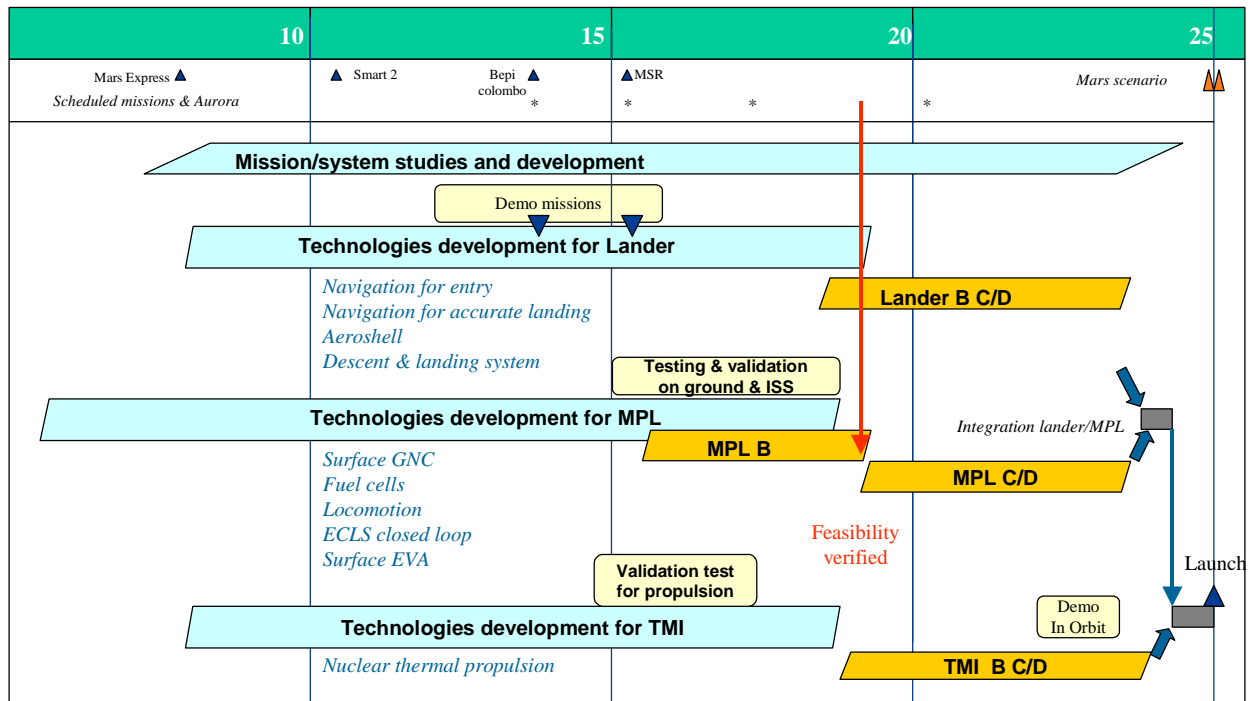 10 15 20 25
Mars Express Smart 2 Bepi colombo MSR Mars scenario
Scheduled missions & Aurora * * * *
Mission/system studies and development
Demo missions
Technologies development for Lander
Navigation for entry
Navigation for accurate landing
Aeroshell
Descent & landing system
Lander B C/D
Testing & validation
on ground & ISS
Technologies development for MPL
Integration lander/MPL
MPL B
MPL C/D
Surface GNC
Fuel cells
Locomotion
ECLS closed loop
Surface EVA
Feasibility
verified
Validation test
for propulsion
Launch
Demo
In Orbit
Technologies development for TMI
Nuclear thermal propulsion
TMI B C/D